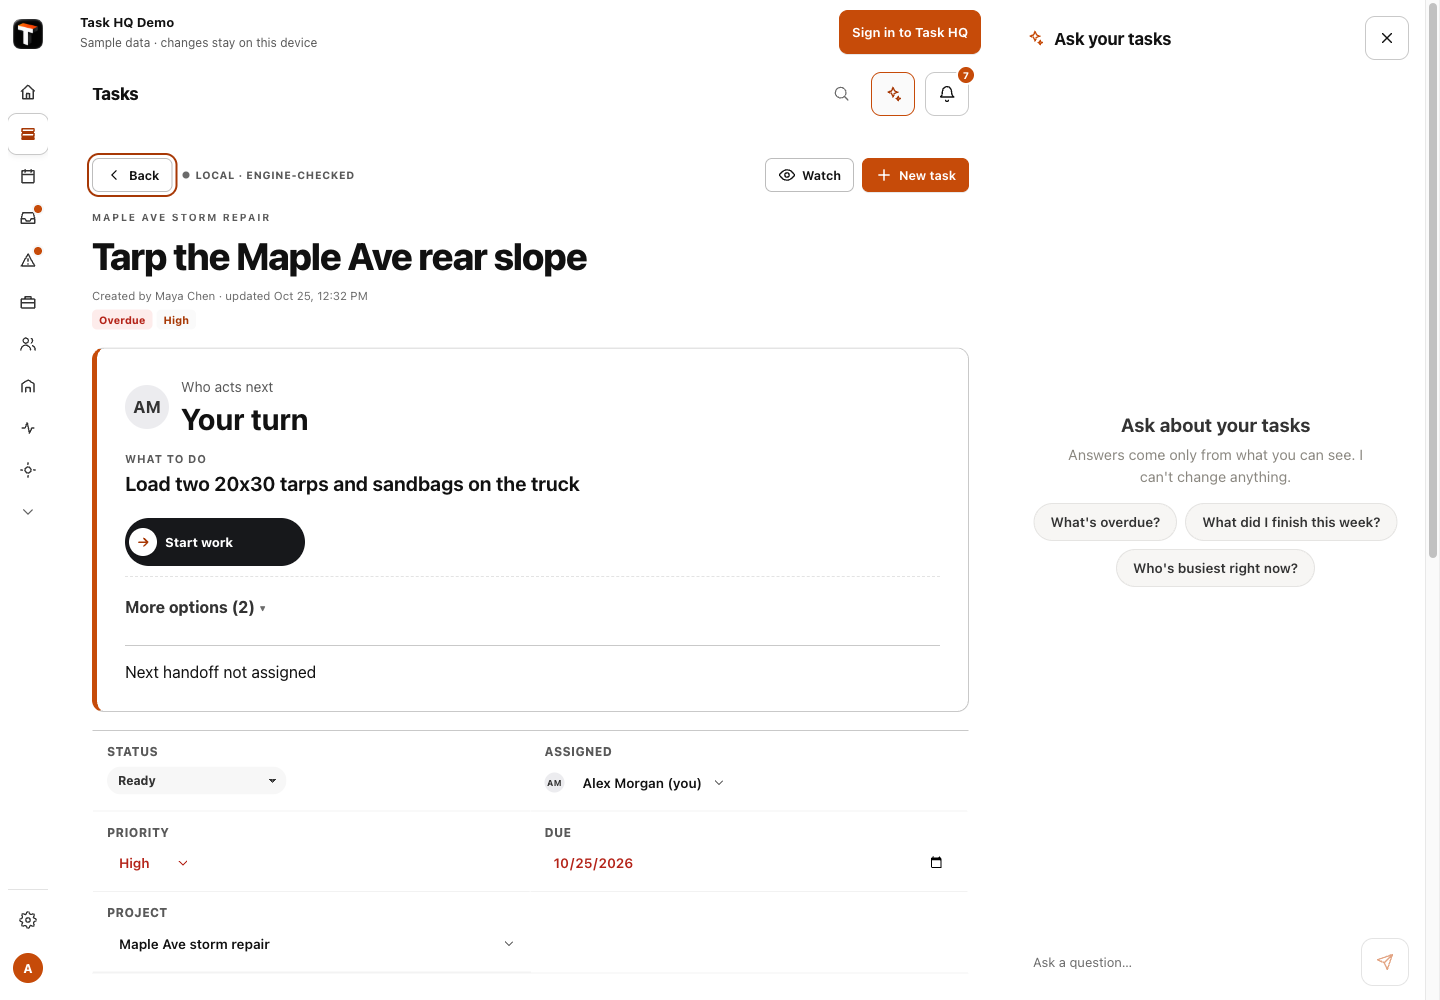 Task HQ Demo
Sample data · changes stay on this device
Sign in to Task HQ
Tasks
7
Back
LOCAL · ENGINE-CHECKED
Watch
New task
MAPLE AVE STORM REPAIR
Tarp the Maple Ave rear slope
Created by Maya Chen · updated Oct 25, 12:32 PM
Overdue
High
AM
Who acts next
Your turn
WHAT TO DO
Load two 20x30 tarps and sandbags on the truck
Start work
More options (2)
Next handoff not assigned
STATUS
Ready
ASSIGNED
AM
Alex Morgan (you)
PRIORITY
High
DUE
10/25/2026
PROJECT
Maple Ave storm repair
A
Ask your tasks
Ask about your tasks
Answers come only from what you can see. I
can't change anything.
What's overdue?
What did I finish this week?
Who's busiest right now?
Ask a question...